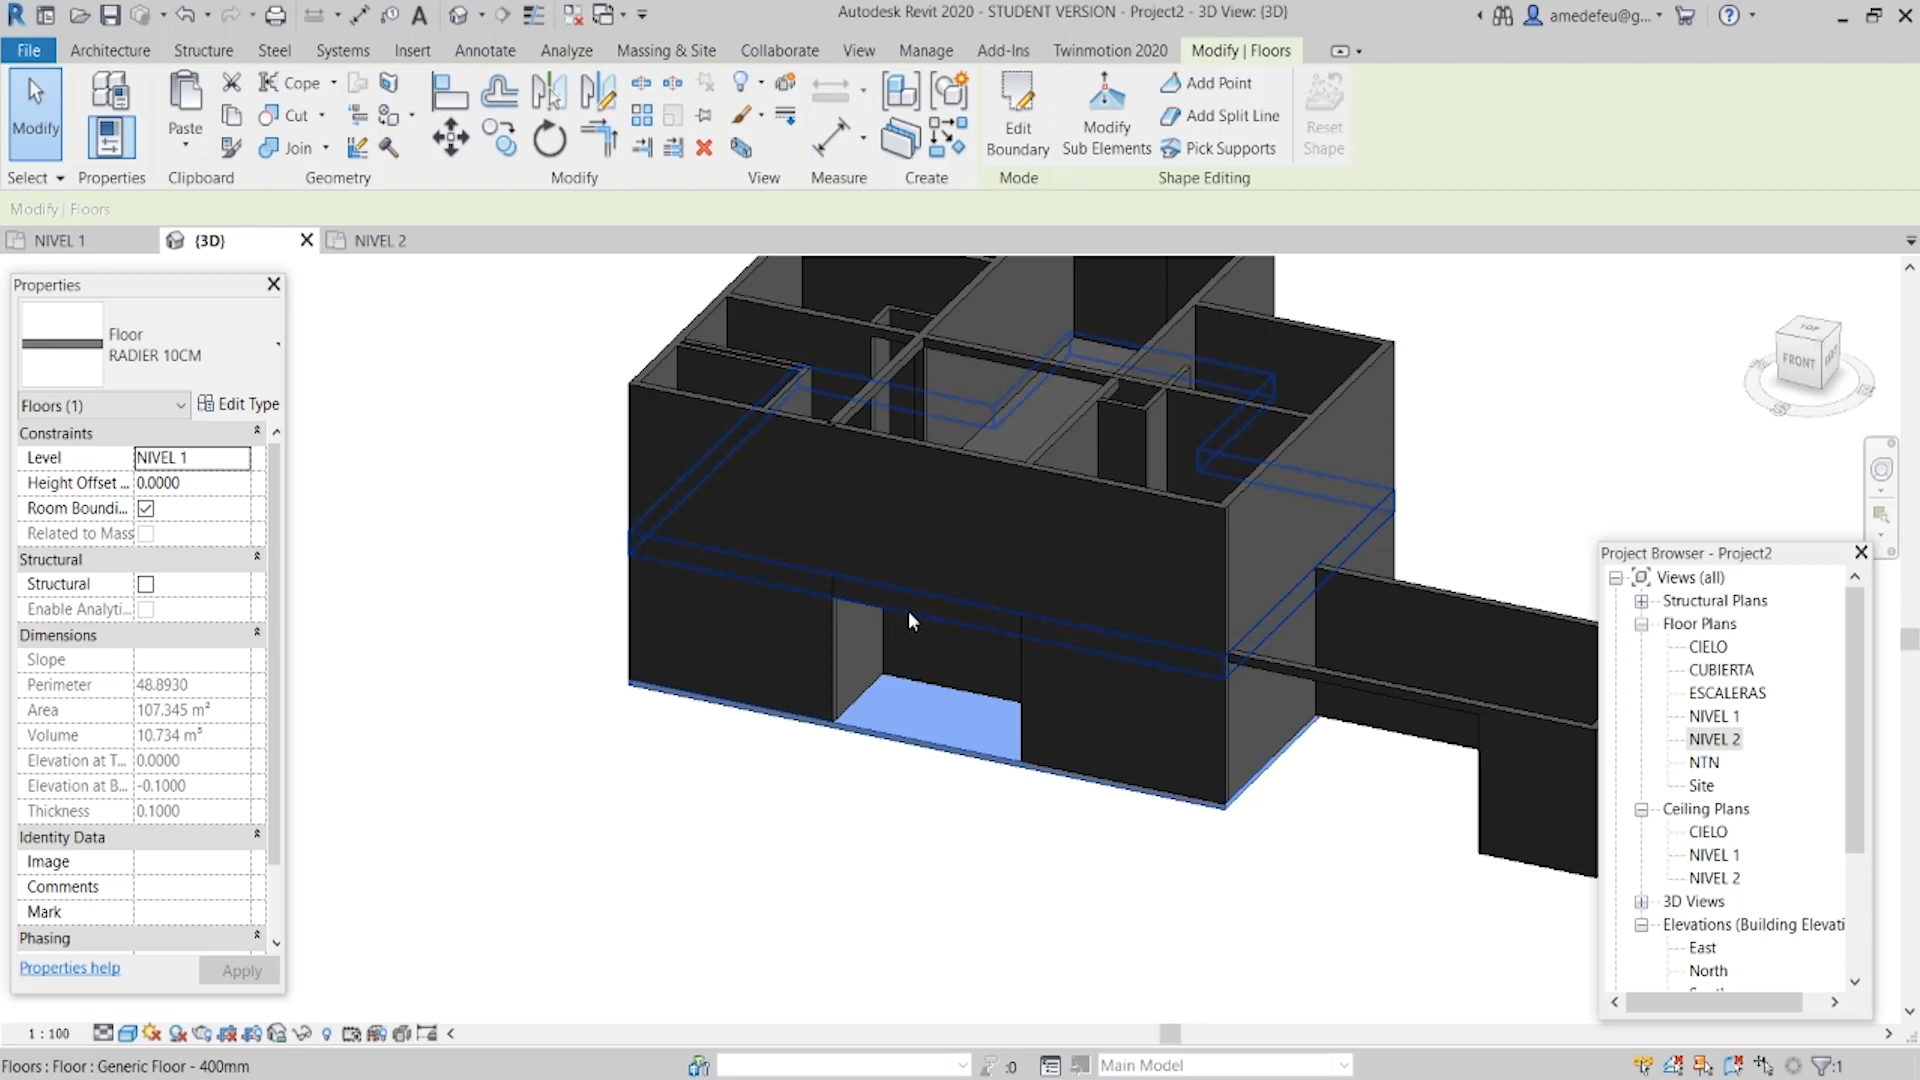 Autodesk Revit 2020 - STUDENT VERSION - Project2 - 3D View: {3D}
amedefeu@g...
File
Architecture
Structure
Steel
Systems
Insert
Annotate
Analyze
Massing & Site
Collaborate
View
Manage
Add-Ins
Twinmotion 2020
Modify | Floors
Modify
Paste
Cope
Cut
Join
Edit
Boundary
Modify
Sub Elements
Add Point
Add Split Line
Pick Supports
Reset
Shape
Select
Properties
Clipboard
Geometry
Modify
View
Measure
Create
Mode
Shape Editing
Modify | Floors
NIVEL 1
{3D}
NIVEL 2
Properties
Floor
RADIER 10CM
Floors (1)
Edit Type
Constraints
Level NIVEL 1
Height Offset ... 0.0000
Room Boundi...
Related to Mass
Structural
Structural
Enable Analyti...
Dimensions
Slope
Perimeter 48.8930
Area 107.345 m²
Volume 10.734 m³
Elevation at T... 0.0000
Elevation at B... -0.1000
Thickness 0.1000
Identity Data
Image
Comments
Mark
Phasing
Properties help
Apply
TOP
FRONT
Project Browser - Project2
Views (all)
Structural Plans
Floor Plans
CIELO
CUBIERTA
ESCALERAS
NIVEL 1
NIVEL 2
NTN
Site
Ceiling Plans
CIELO
NIVEL 1
NIVEL 2
3D Views
Elevations (Building Elevati
East
North
1 : 100
Floors : Floor : Generic Floor - 400mm
:0
Main Model
:1